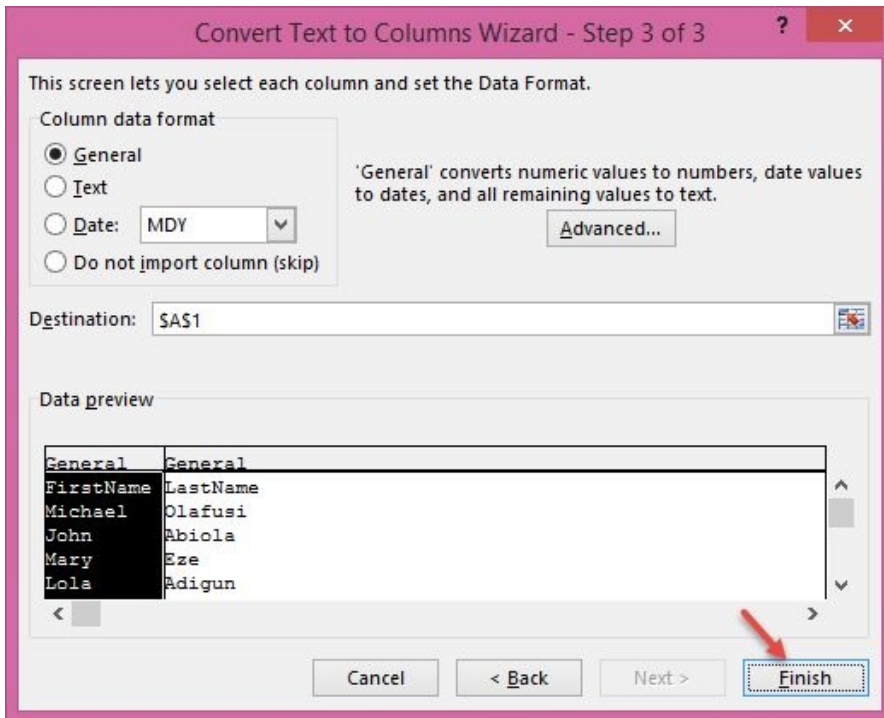 Convert Text to Columns Wizard - Step 3 of 3
?
This screen lets you select each column and set the Data Format.
Column data format
General
Text
Date: MDY
Do not import column (skip)
'General' converts numeric values to numbers, date values
to dates, and all remaining values to text.
Advanced...
Destination: $A$1
Data preview
General General
FirstName LastName
Michael Olafusi
John Abiola
Mary Eze
Lola Adigun
Cancel < Back Next > Finish